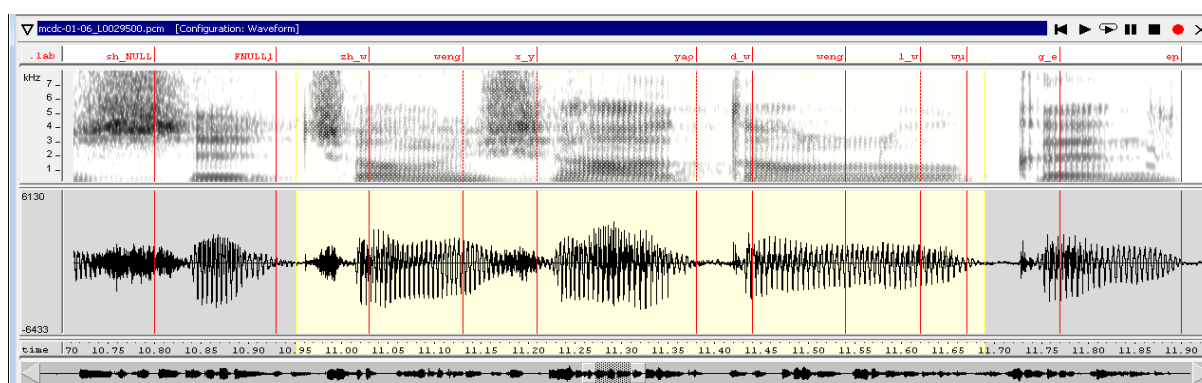 mcdc-01-06_L0029500.pcm [Configuration: Waveform]
.lab sh_NULL FNULL1 zh_w weng x_y yao d_w weng l_w wu g_e en
kHz
7
6
5
4
3
2
1
6130
-6433
time 70 10.75 10.80 10.85 10.90 10.95 11.00 11.05 11.10 11.15 11.20 11.25 11.30 11.35 11.40 11.45 11.50 11.55 11.60 11.65 11.70 11.75 11.80 11.85 11.90